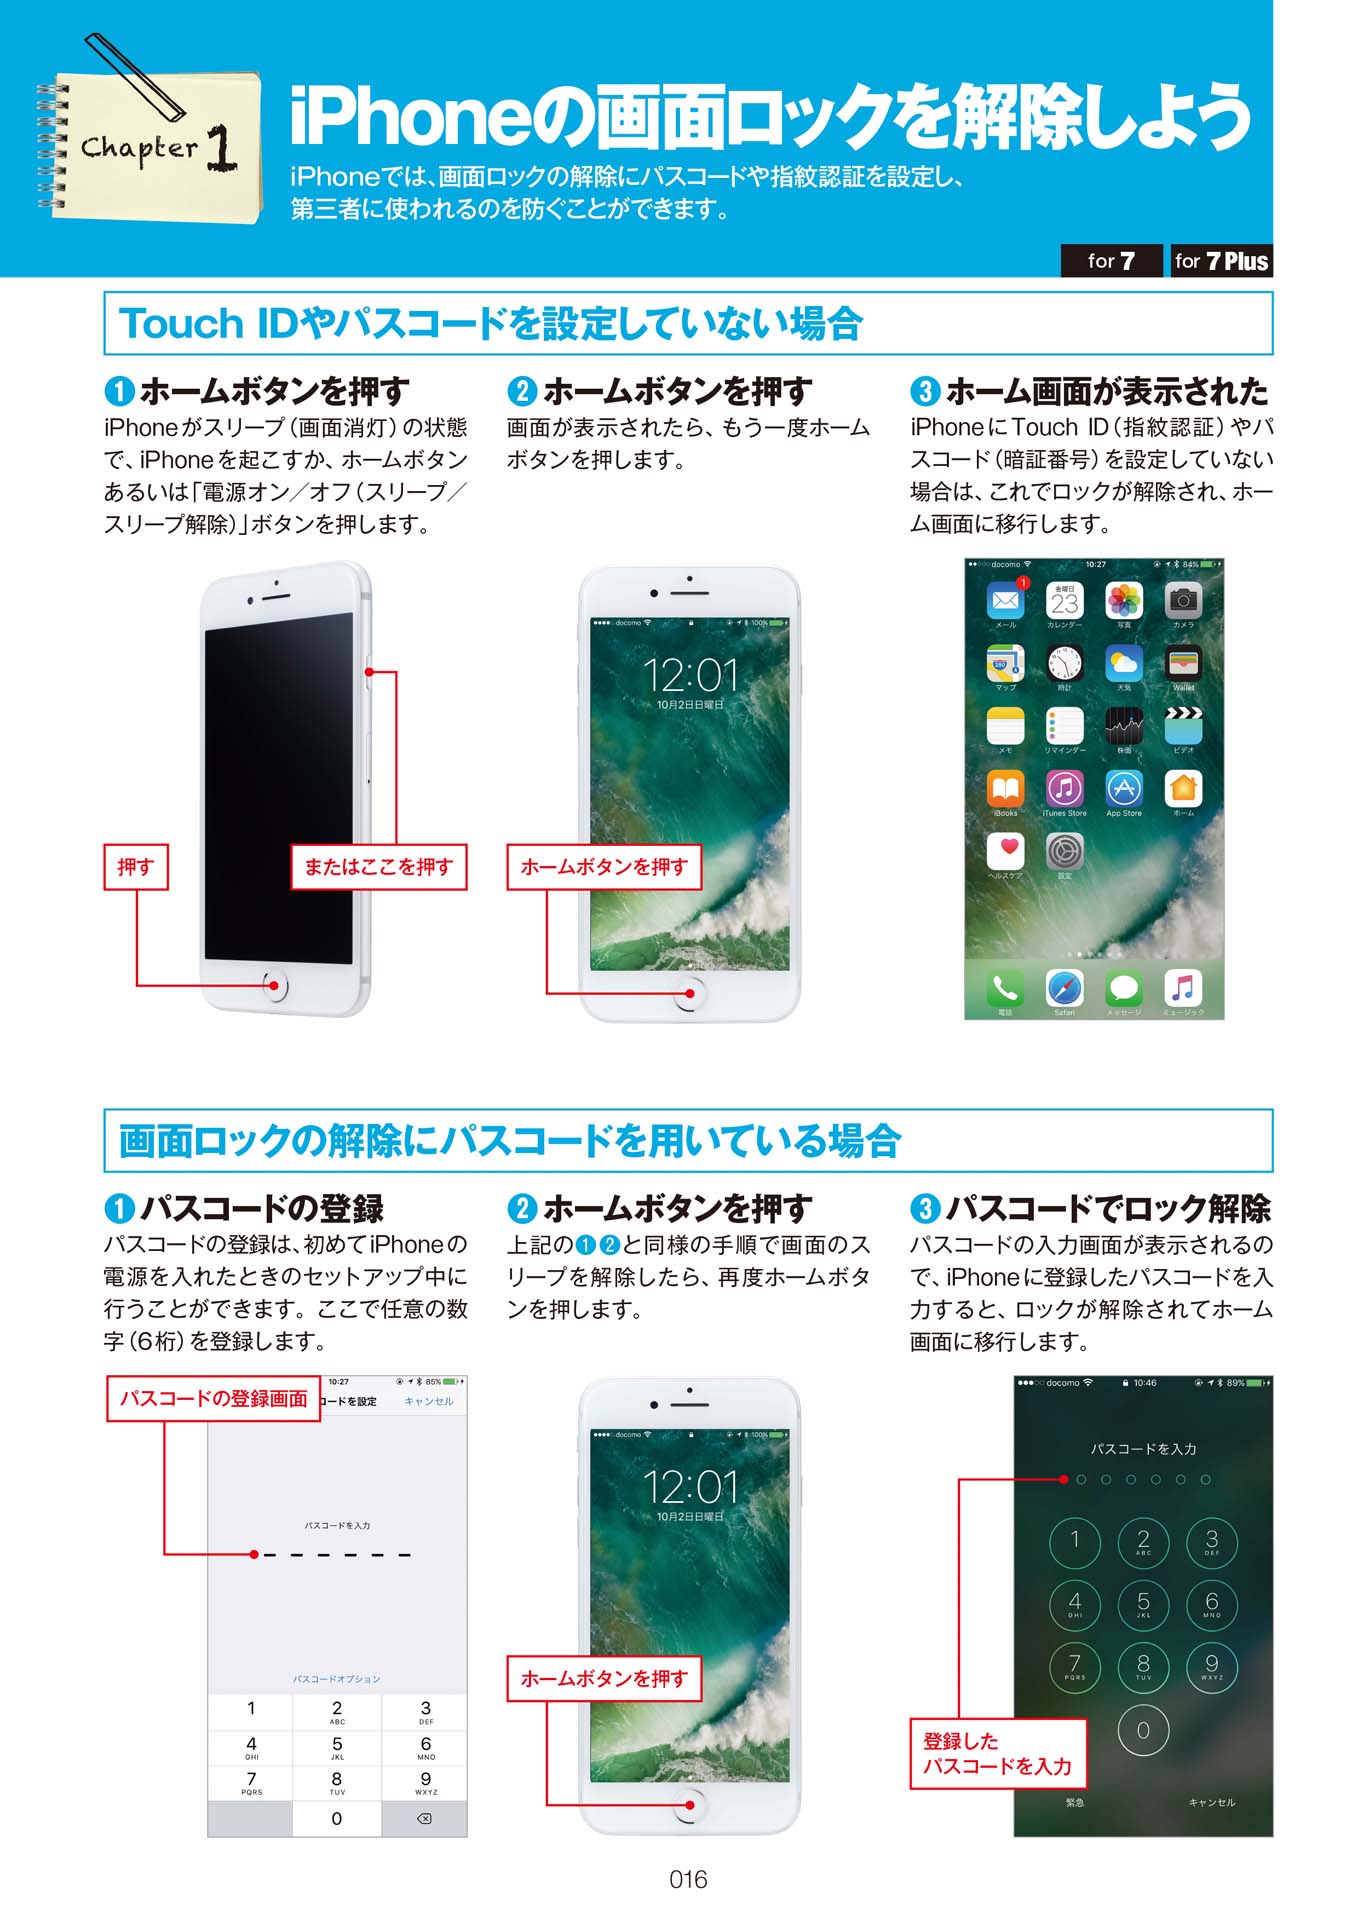 Chapter 1
iPhoneの画面ロックを解除しよう
iPhoneでは、画面ロックの解除にパスコードや指紋認証を設定し、
第三者に使われるのを防ぐことができます。
for 7
for 7 Plus
Touch IDやパスコードを設定していない場合
❶ホームボタンを押す
iPhoneがスリープ（画面消灯）の状態
で、iPhoneを起こすか、ホームボタン
あるいは「電源オン／オフ（スリープ／
スリープ解除）」ボタンを押します。
押す
またはここを押す
❷ホームボタンを押す
画面が表示されたら、もう一度ホーム
ボタンを押します。
docomo 100%
12:01
10月2日日曜日
ホームボタンを押す
❸ホーム画面が表示された
iPhoneにTouch ID（指紋認証）やパ
スコード（暗証番号）を設定していない
場合は、これでロックが解除され、ホー
ム画面に移行します。
docomo 10:27 84%
1
金曜日
23
メール カレンダー 写真 カメラ
280
マップ 時計 天気 Wallet
メモ リマインダー 株価 ビデオ
iBooks iTunes Store App Store ホーム
ヘルスケア 設定
電話 Safari メッセージ ミュージック
画面ロックの解除にパスコードを用いている場合
❶パスコードの登録
パスコードの登録は、初めてiPhoneの
電源を入れたときのセットアップ中に
行うことができます。ここで任意の数
字（6桁）を登録します。
パスコードの登録画面
10:27 85%
コードを設定 キャンセル
パスコードを入力
パスコードオプション
1 2 3
ABC DEF
4 5 6
GHI JKL MNO
7 8 9
PQRS TUV WXYZ
0
❷ホームボタンを押す
上記の❶❷と同様の手順で画面のス
リープを解除したら、再度ホームボタ
ンを押します。
docomo 100%
12:01
10月2日日曜日
ホームボタンを押す
❸パスコードでロック解除
パスコードの入力画面が表示されるの
で、iPhoneに登録したパスコードを入
力すると、ロックが解除されてホーム
画面に移行します。
docomo 10:46 89%
パスコードを入力
1 2 3
ABC DEF
4 5 6
GHI JKL MNO
7 8 9
PQRS TUV WXYZ
0
登録した
パスコードを入力
緊急 キャンセル
016